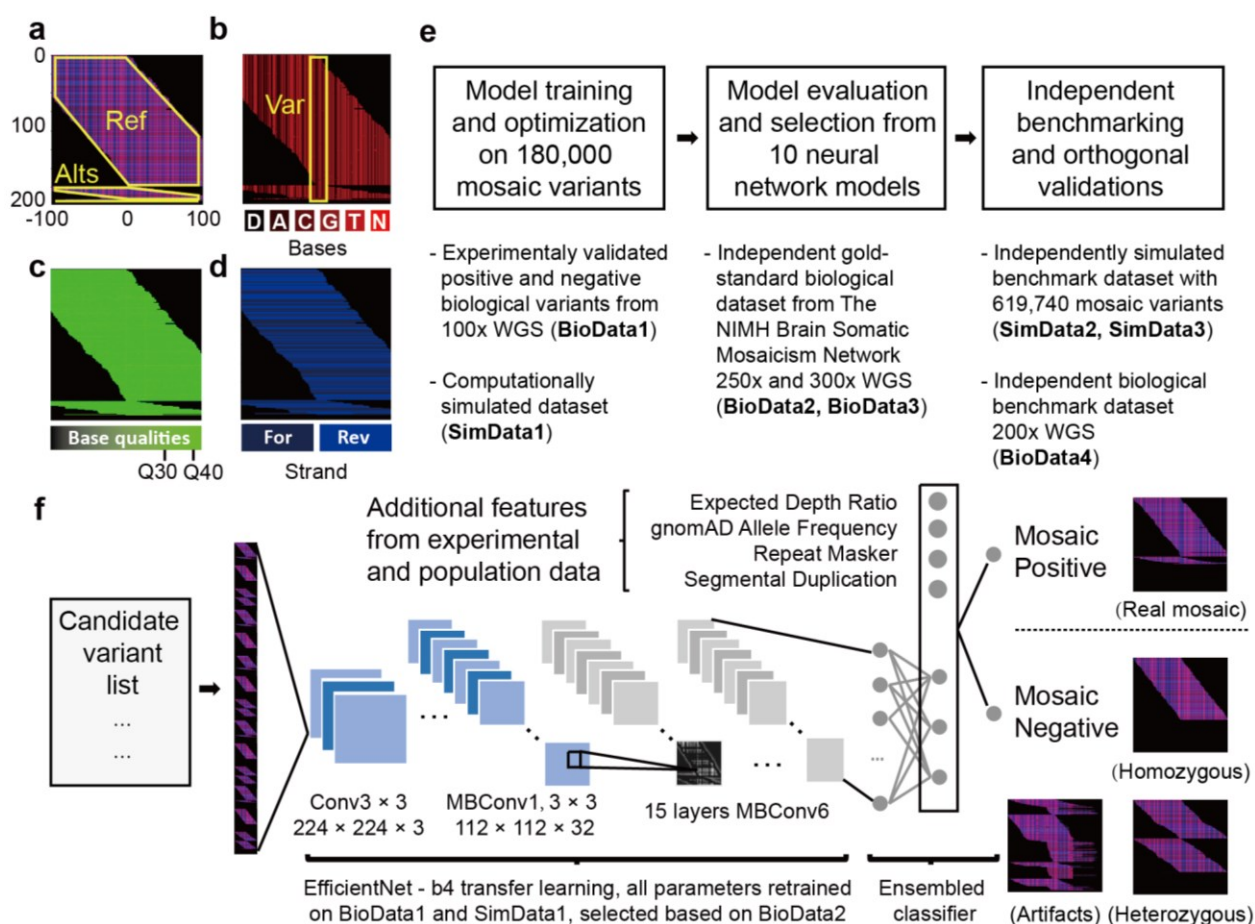 a
0
100
200
-100
0
100
Ref
Alts
b
Var
D A C G T N
Bases
c
Base qualities
Q30 Q40
d
For Rev
Strand
e
Model training
and optimization
on 180,000
mosaic variants
- Experimentaly validated
positive and negative
biological variants from
100x WGS (BioData1)
- Computationally
simulated dataset
(SimData1)
Model evaluation
and selection from
10 neural
network models
- Independent gold-
standard biological
dataset from The
NIMH Brain Somatic
Mosaicism Network
250x and 300x WGS
(BioData2, BioData3)
Independent
benchmarking
and orthogonal
validations
- Independently simulated
benchmark dataset with
619,740 mosaic variants
(SimData2, SimData3)
- Independent biological
benchmark dataset
200x WGS
(BioData4)
f
Candidate
variant
list
...
...
Additional features
from experimental
and population data
Expected Depth Ratio
gnomAD Allele Frequency
Repeat Masker
Segmental Duplication
Conv3 × 3
224 × 224 × 3
MBConv1, 3 × 3
112 × 112 × 32
15 layers MBConv6
EfficientNet - b4 transfer learning, all parameters retrained
on BioData1 and SimData1, selected based on BioData2
Ensembled
classifier
Mosaic
Positive
(Real mosaic)
Mosaic
Negative
(Homozygous)
(Artifacts)
(Heterozygous)